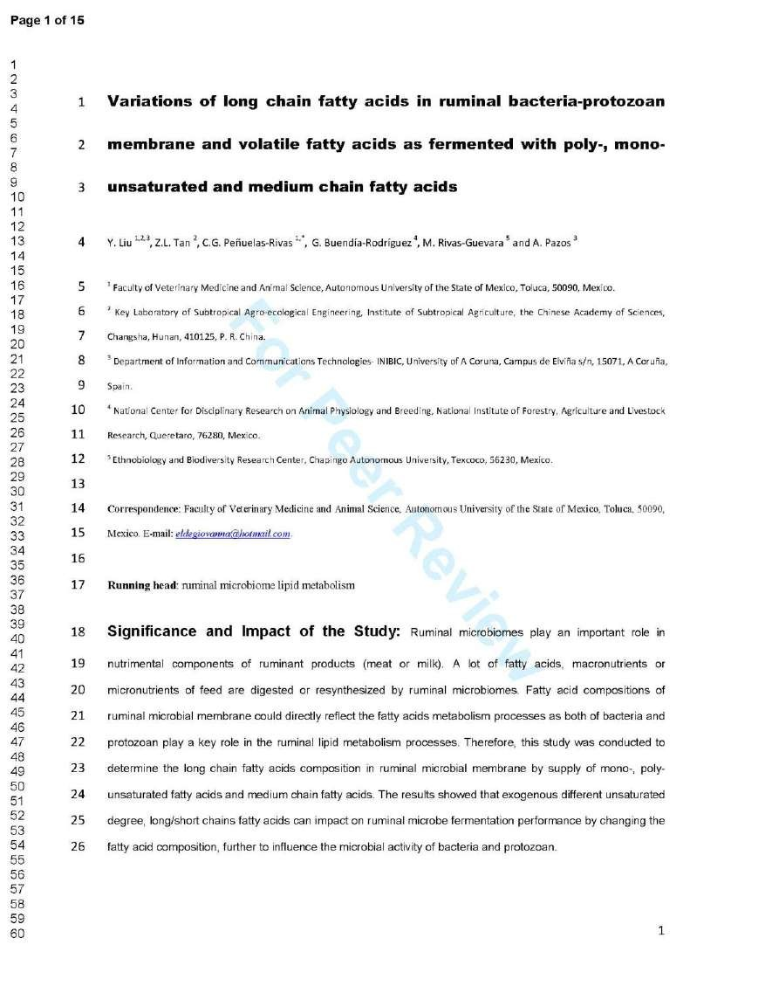 Page 1 of 15
1
2
3
4
5
6
7
8
9
10
11
12
13
14
15
16
17
18
19
20
21
22
23
24
25
26
27
28
29
30
31
32
33
34
35
36
37
38
39
40
41
42
43
44
45
46
47
48
49
50
51
52
53
54
55
56
57
58
59
60
1 Variations of long chain fatty acids in ruminal bacteria-protozoan
2 membrane and volatile fatty acids as fermented with poly-, mono-
3 unsaturated and medium chain fatty acids
4 Y. Liu 1,2,3, Z.L. Tan 2, C.G. Peñuelas-Rivas 1,*, G. Buendía-Rodríguez 4, M. Rivas-Guevara 5 and A. Pazos 3
5 1 Faculty of Veterinary Medicine and Animal Science, Autonomous University of the State of Mexico, Toluca, 50090, Mexico.
6 2 Key Laboratory of Subtropical Agro-ecological Engineering, Institute of Subtropical Agriculture, the Chinese Academy of Sciences,
7 Changsha, Hunan, 410125, P. R. China.
8 3 Department of Information and Communications Technologies- INIBIC, University of A Coruna, Campus de Elviña s/n, 15071, A Coruña,
9 Spain.
10 4 National Center for Disciplinary Research on Animal Physiology and Breeding, National Institute of Forestry, Agriculture and Livestock
11 Research, Queretaro, 76280, Mexico.
12 5 Ethnobiology and Biodiversity Research Center, Chapingo Autonomous University, Texcoco, 56230, Mexico.
13
14 Correspondence: Faculty of Veterinary Medicine and Animal Science, Autonomous University of the State of Mexico, Toluca, 50090,
15 Mexico. E-mail: eldegiovanna@hotmail.com.
16
17 Running head: ruminal microbiome lipid metabolism
18 Significance and Impact of the Study: Ruminal microbiomes play an important role in
19 nutrimental components of ruminant products (meat or milk). A lot of fatty acids, macronutrients or
20 micronutrients of feed are digested or resynthesized by ruminal microbiomes. Fatty acid compositions of
21 ruminal microbial membrane could directly reflect the fatty acids metabolism processes as both of bacteria and
22 protozoan play a key role in the ruminal lipid metabolism processes. Therefore, this study was conducted to
23 determine the long chain fatty acids composition in ruminal microbial membrane by supply of mono-, poly-
24 unsaturated fatty acids and medium chain fatty acids. The results showed that exogenous different unsaturated
25 degree, long/short chains fatty acids can impact on ruminal microbe fermentation performance by changing the
26 fatty acid composition, further to influence the microbial activity of bacteria and protozoan.
For Peer Review
1